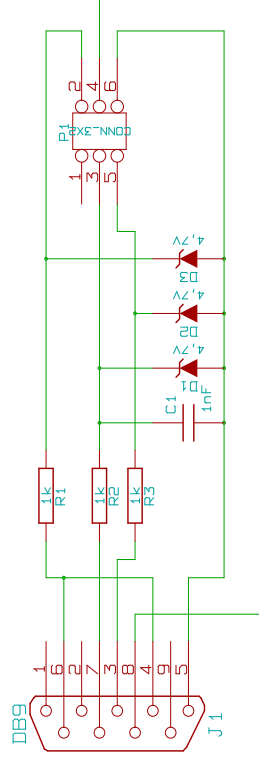 2 4 6
P1
CONN_3X2
1 3 5
4,7V
D3
4,7V
D2
4,7V
D1
C1
1nF
1k
R1
1k
R2
1k
R3
1 6 2 7 3 8 4 9 5
DB9
J1